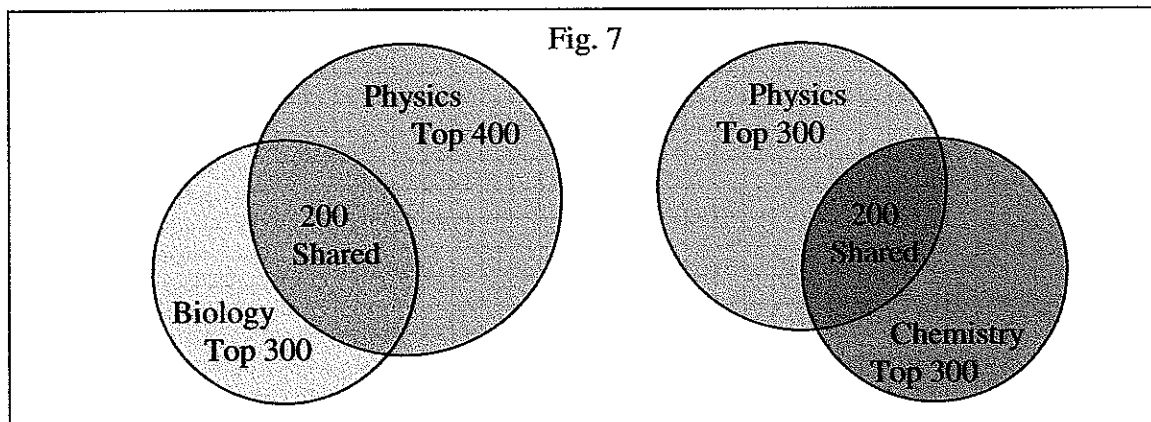 Fig. 7
Physics
Top 400
200
Shared
Biology
Top 300
Physics
Top 300
200
Shared
Chemistry
Top 300